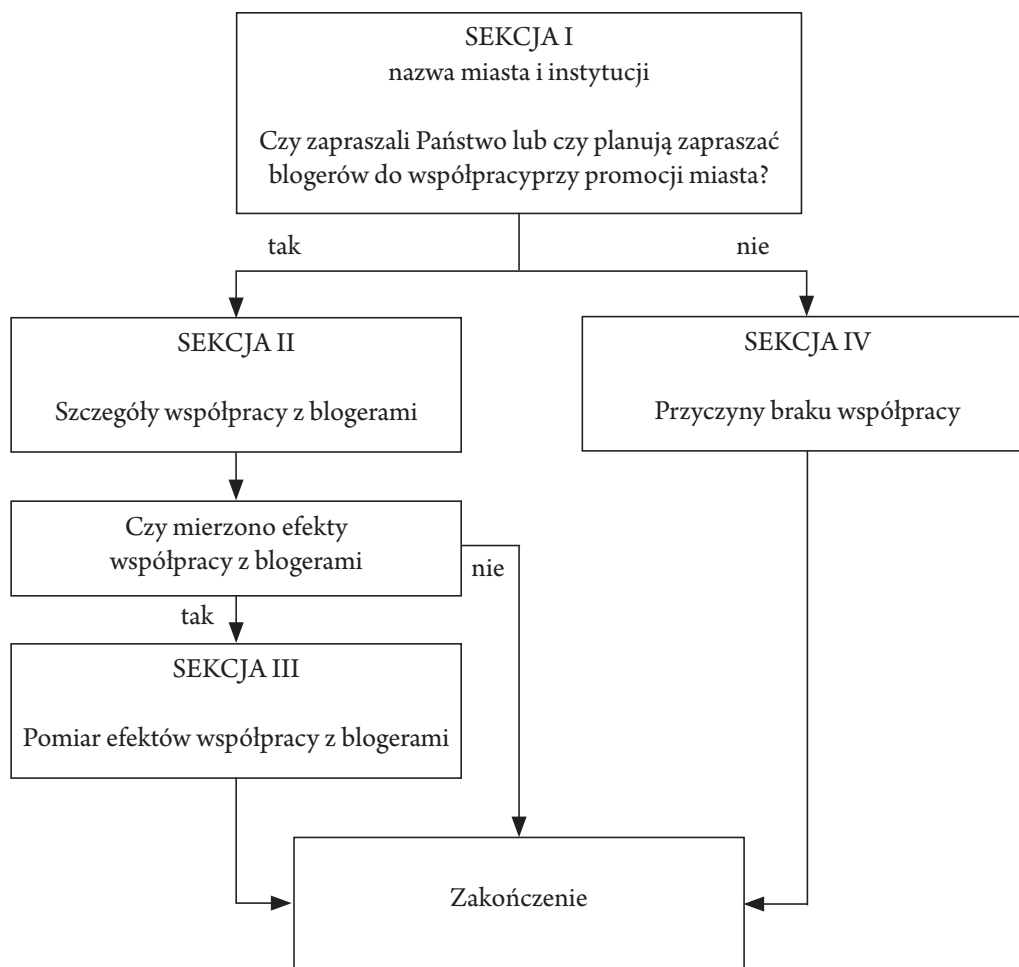 SEKCJA I
nazwa miasta i instytucji
Czy zapraszali Państwo lub czy planują zapraszać
blogerów do współpracyprzy promocji miasta?
tak
nie
SEKCJA II
Szczegóły współpracy z blogerami
SEKCJA IV
Przyczyny braku współpracy
Czy mierzono efekty
współpracy z blogerami
nie
tak
SEKCJA III
Pomiar efektów współpracy z blogerami
Zakończenie